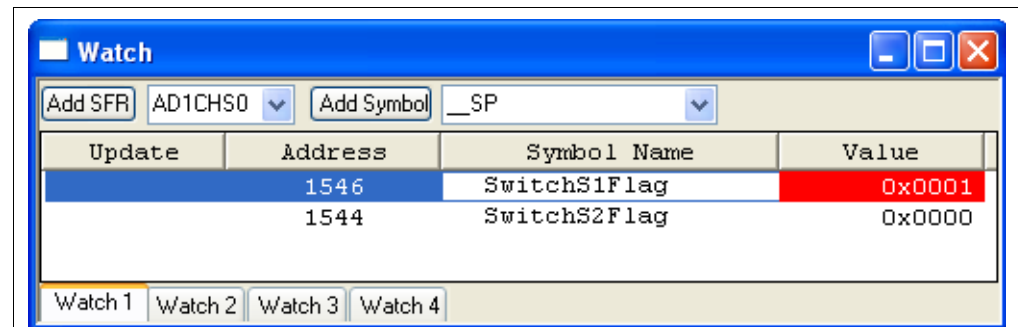 Watch
Add SFR AD1CHS0 Add Symbol __SP
Update Address Symbol Name Value
1546 SwitchS1Flag 0x0001
1544 SwitchS2Flag 0x0000
Watch 1 Watch 2 Watch 3 Watch 4